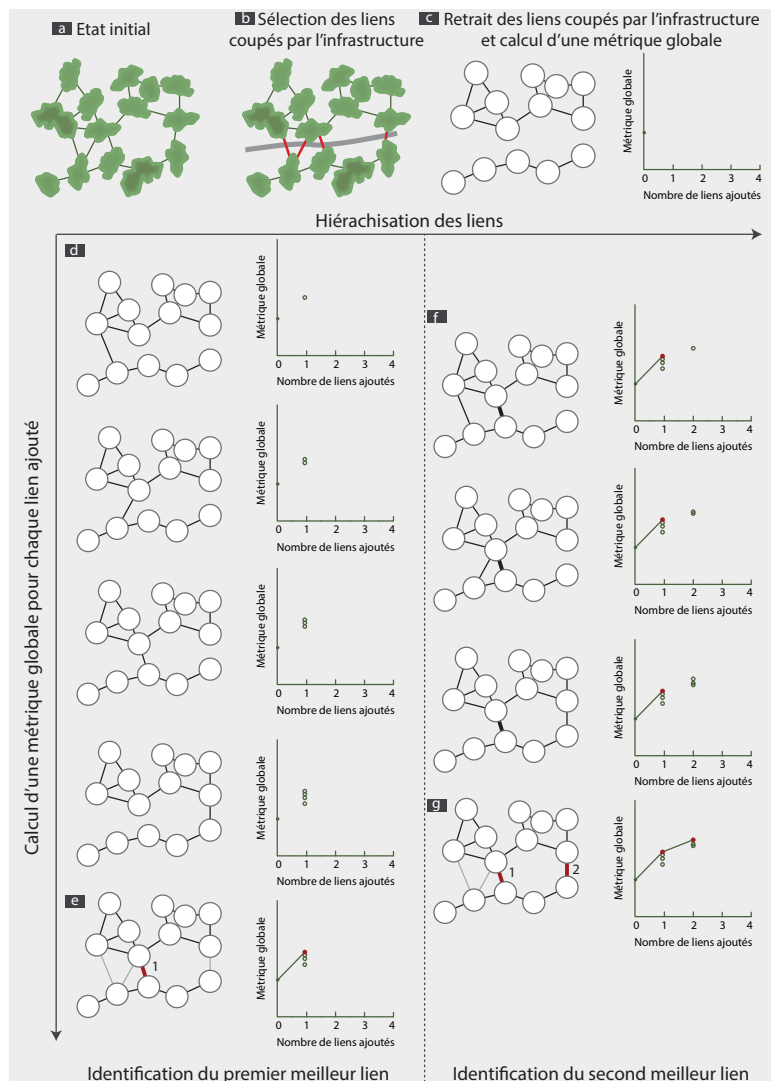 a Etat initial
b Sélection des liens
coupés par l'infrastructure
c Retrait des liens coupés par l'infrastructure
et calcul d'une métrique globale
Métrique globale
0 1 2 3 4
Nombre de liens ajoutés
Hiérachisation des liens
Calcul d'une métrique globale pour chaque lien ajouté
d
Métrique globale
0 1 2 3 4
Nombre de liens ajoutés
Métrique globale
0 1 2 3 4
Nombre de liens ajoutés
Métrique globale
0 1 2 3 4
Nombre de liens ajoutés
Métrique globale
0 1 2 3 4
Nombre de liens ajoutés
e
1
Métrique globale
0 1 2 3 4
Nombre de liens ajoutés
Identification du premier meilleur lien
f
Métrique globale
0 1 2 3 4
Nombre de liens ajoutés
Métrique globale
0 1 2 3 4
Nombre de liens ajoutés
Métrique globale
0 1 2 3 4
Nombre de liens ajoutés
g
1
2
Métrique globale
0 1 2 3 4
Nombre de liens ajoutés
Identification du second meilleur lien